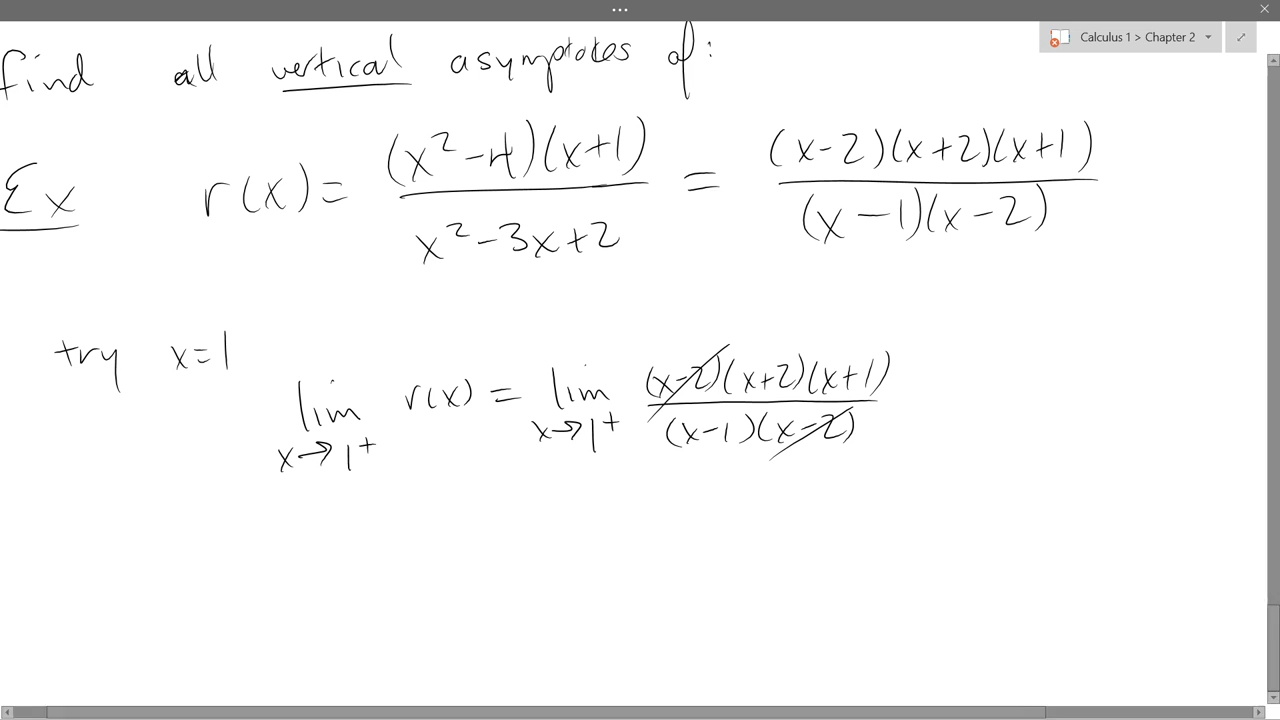 Calculus 1 > Chapter 2
find all vertical asymptotes of:
Ex r(x) = (x²-4)(x+1) / x²-3x+2 = (x-2)(x+2)(x+1) / (x-1)(x-2)
try x=1
lim x→1⁺ r(x) = lim x→1⁺ (x-2)(x+2)(x+1) / (x-1)(x-2)